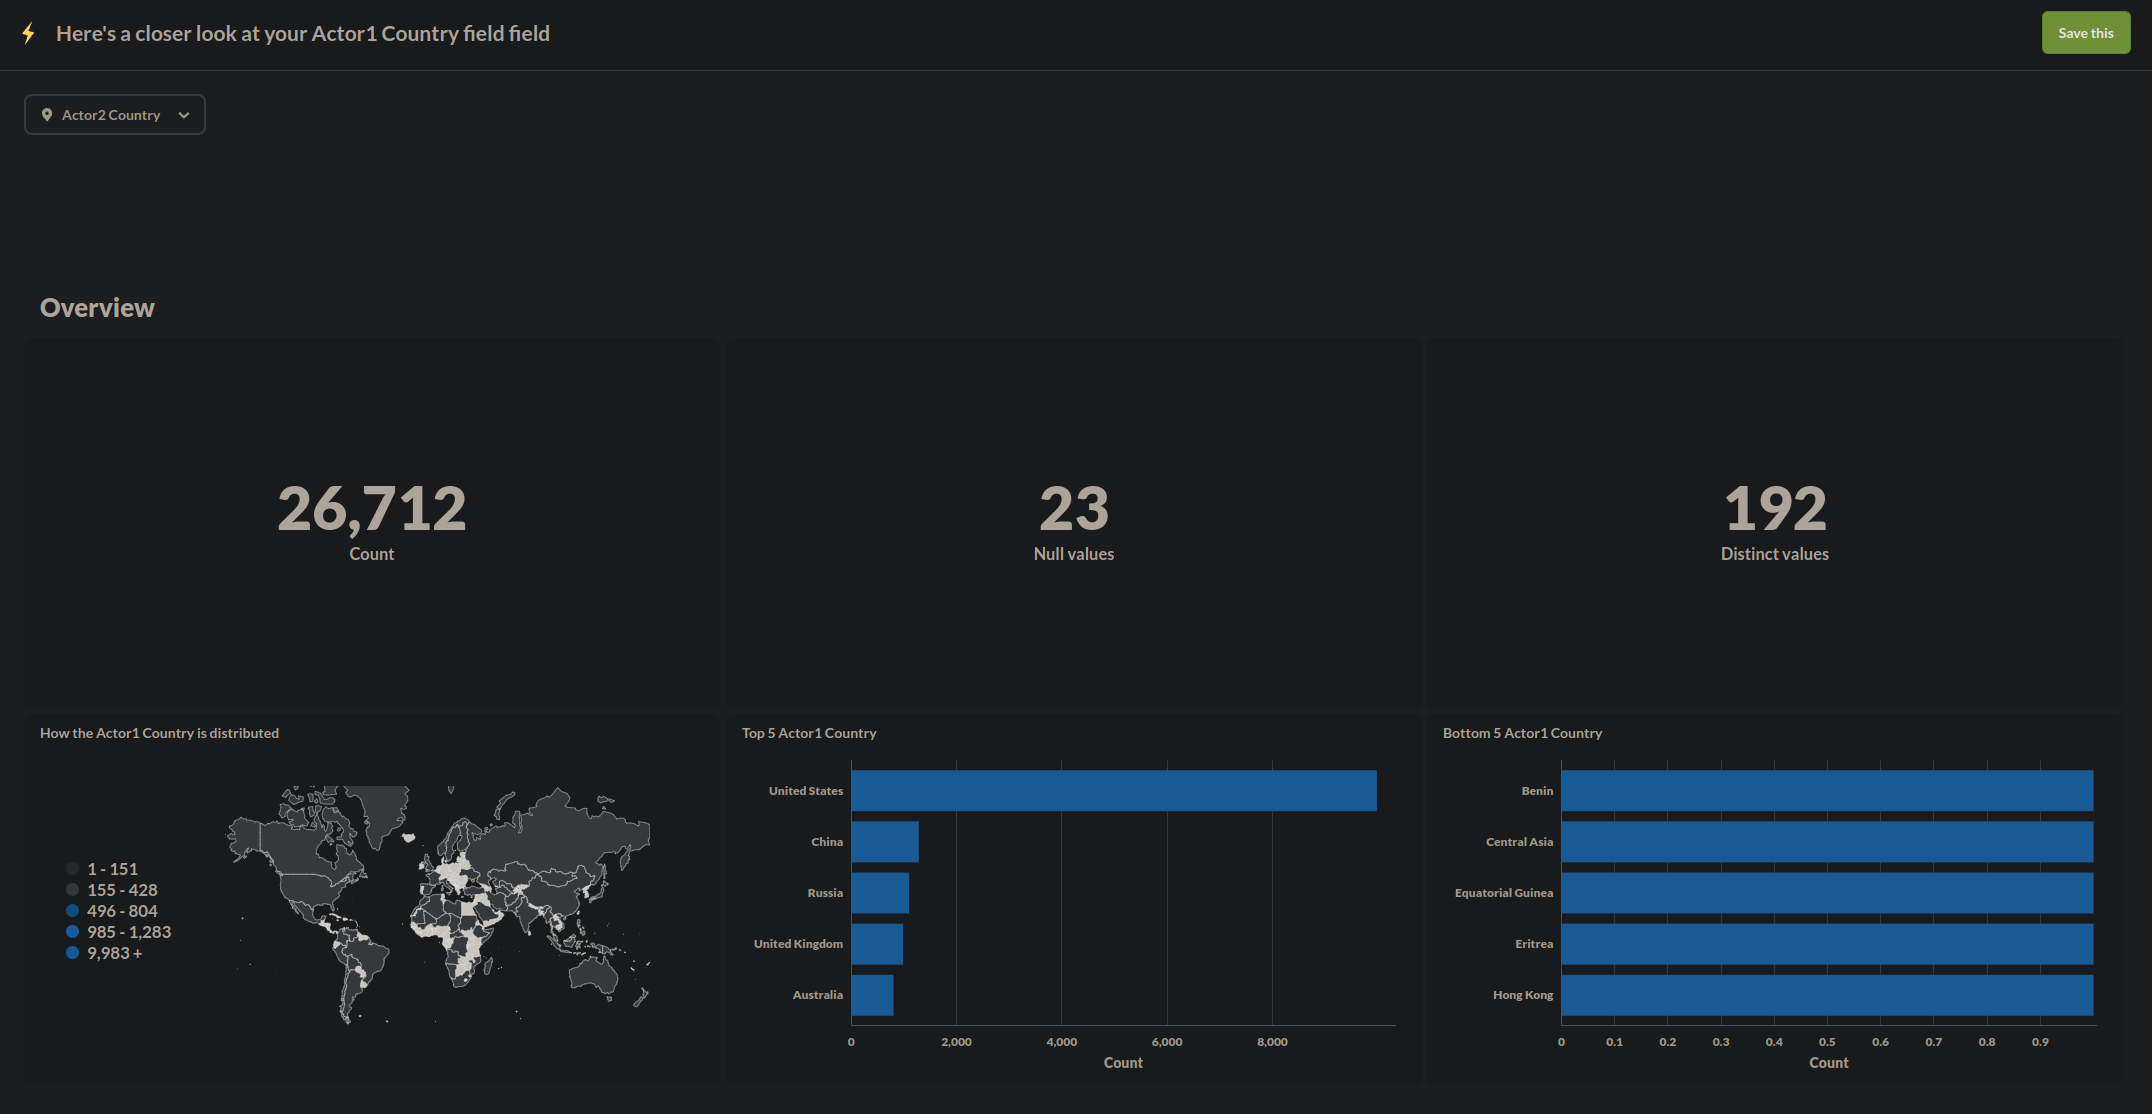 Here's a closer look at your Actor1 Country field field
Save this
Actor2 Country
Overview
26,712
Count
23
Null values
192
Distinct values
How the Actor1 Country is distributed
1 - 151
155 - 428
496 - 804
985 - 1,283
9,983 +
Top 5 Actor1 Country
United States
China
Russia
United Kingdom
Australia
0 2,000 4,000 6,000 8,000
Count
Bottom 5 Actor1 Country
Benin
Central Asia
Equatorial Guinea
Eritrea
Hong Kong
0 0.1 0.2 0.3 0.4 0.5 0.6 0.7 0.8 0.9
Count